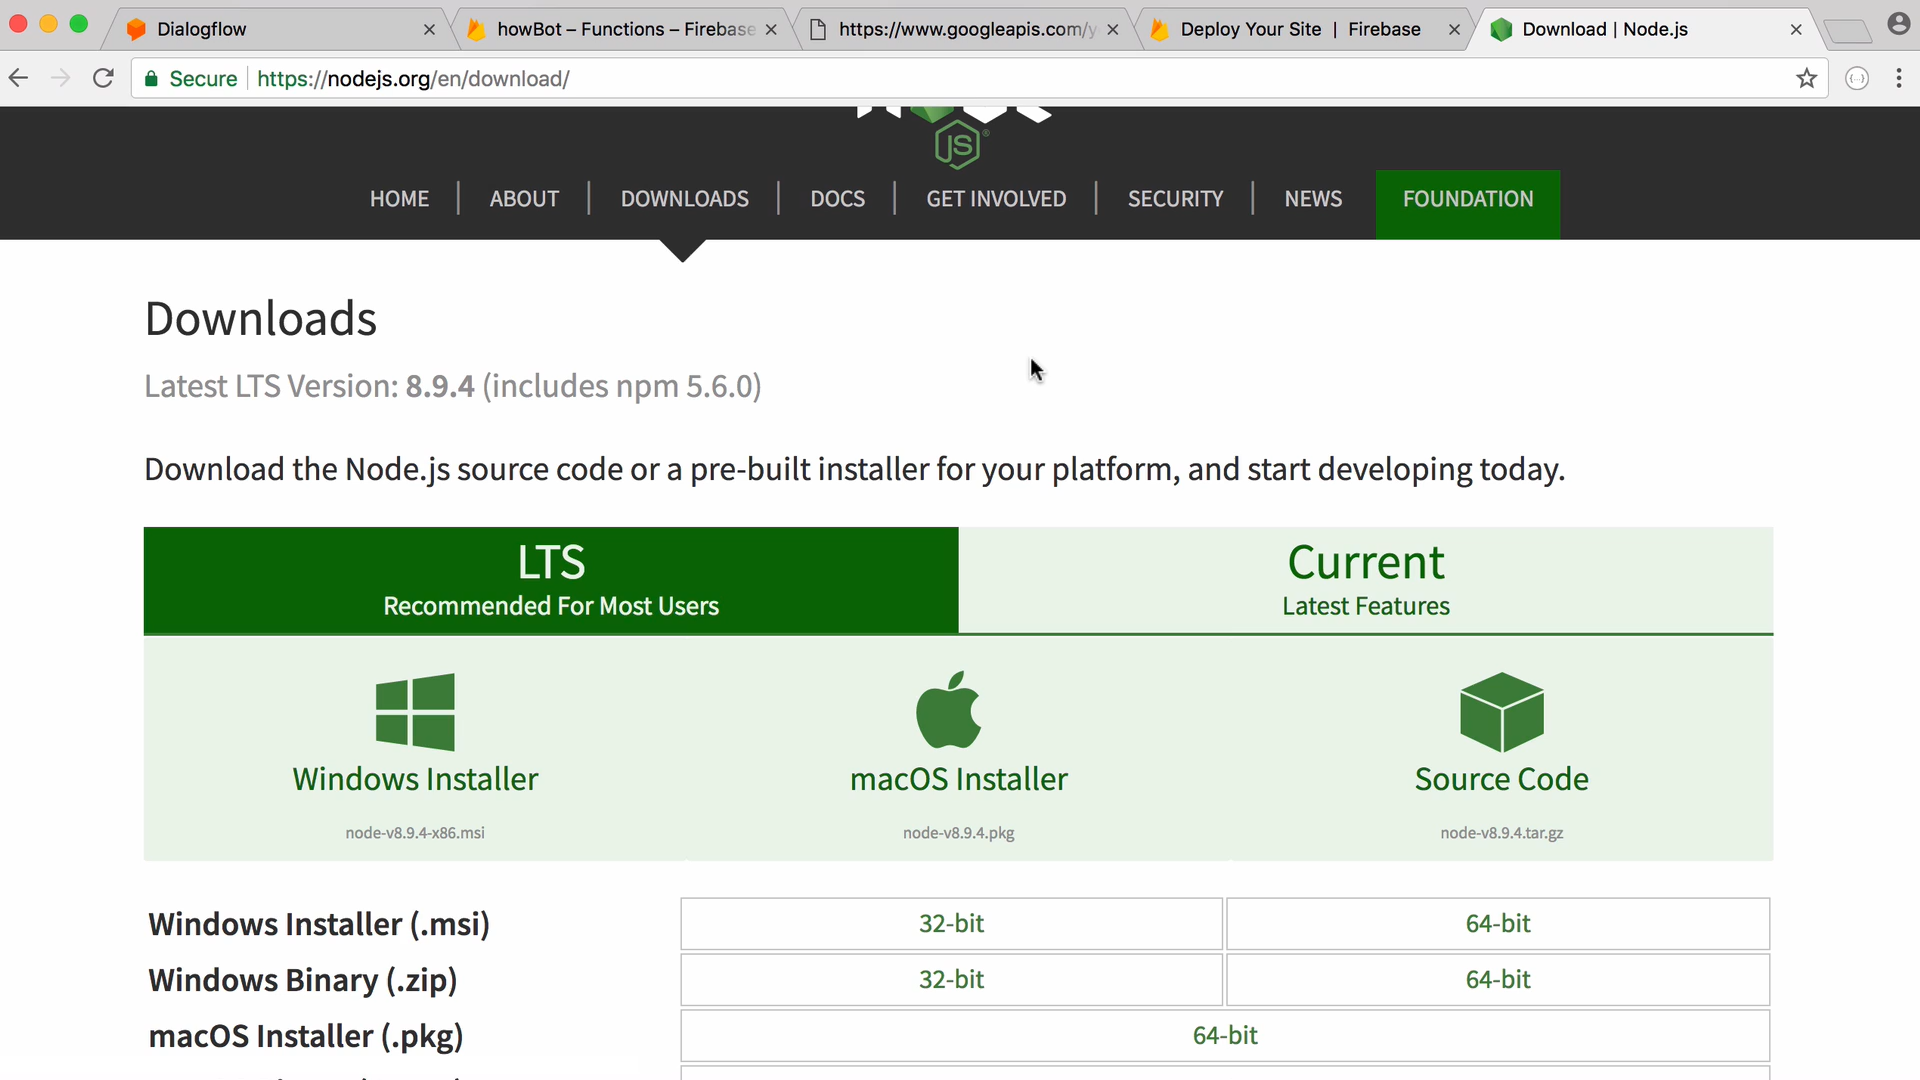 Dialogflow
howBot – Functions – Firebase
https://www.googleapis.com/y
Deploy Your Site | Firebase
Download | Node.js
Secure
https://nodejs.org/en/download/
JS
HOME
ABOUT
DOWNLOADS
DOCS
GET INVOLVED
SECURITY
NEWS
FOUNDATION
Downloads
Latest LTS Version: 8.9.4 (includes npm 5.6.0)
Download the Node.js source code or a pre-built installer for your platform, and start developing today.
LTS
Recommended For Most Users
Current
Latest Features
Windows Installer
node-v8.9.4-x86.msi
macOS Installer
node-v8.9.4.pkg
Source Code
node-v8.9.4.tar.gz
Windows Installer (.msi)
32-bit
64-bit
Windows Binary (.zip)
32-bit
64-bit
macOS Installer (.pkg)
64-bit